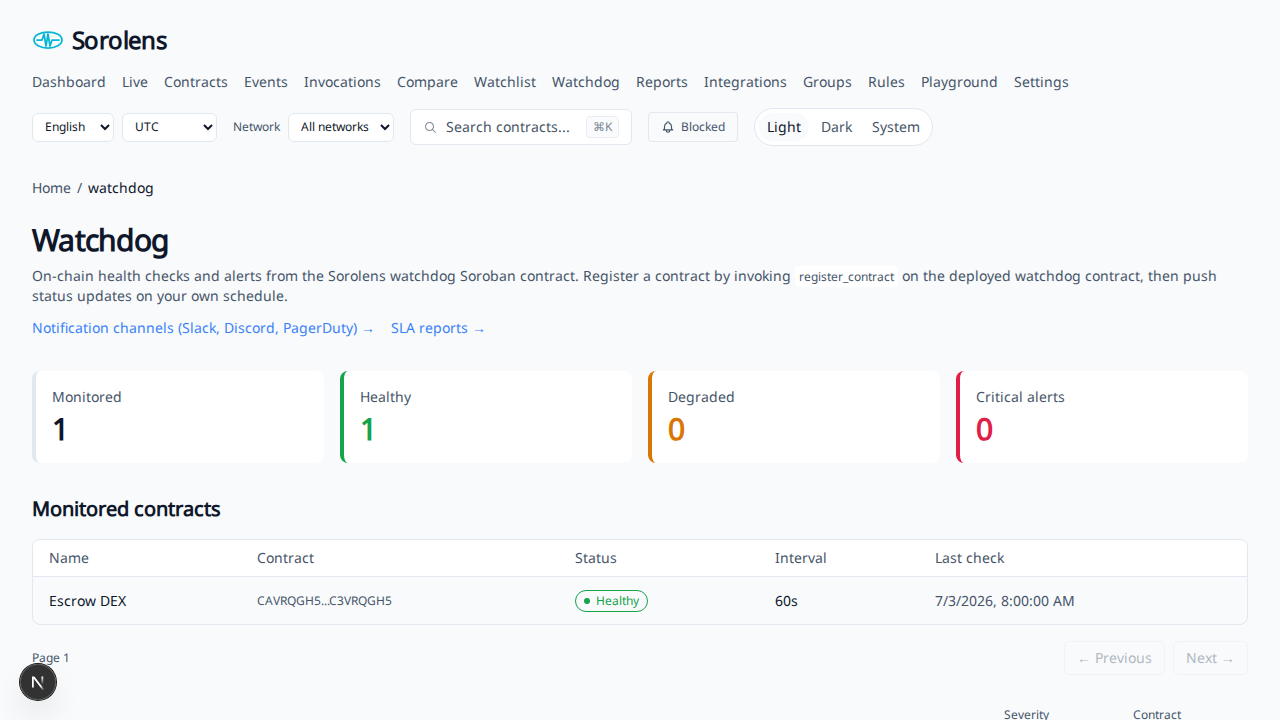 Sorolens
Dashboard Live Contracts Events Invocations Compare Watchlist Watchdog Reports Integrations Groups Rules Playground Settings
English UTC Network All networks Search contracts... ⌘K Blocked Light Dark System
Home / watchdog
Watchdog
On-chain health checks and alerts from the Sorolens watchdog Soroban contract. Register a contract by invoking register_contract on the deployed watchdog contract, then push
status updates on your own schedule.
Notification channels (Slack, Discord, PagerDuty) → SLA reports →
Monitored Healthy Degraded Critical alerts
1 1 0 0
Monitored contracts
Name Contract Status Interval Last check
Escrow DEX CAVRQGH5…C3VRQGH5 Healthy 60s 7/3/2026, 8:00:00 AM
Page 1 ← Previous Next →
N
Severity Contract